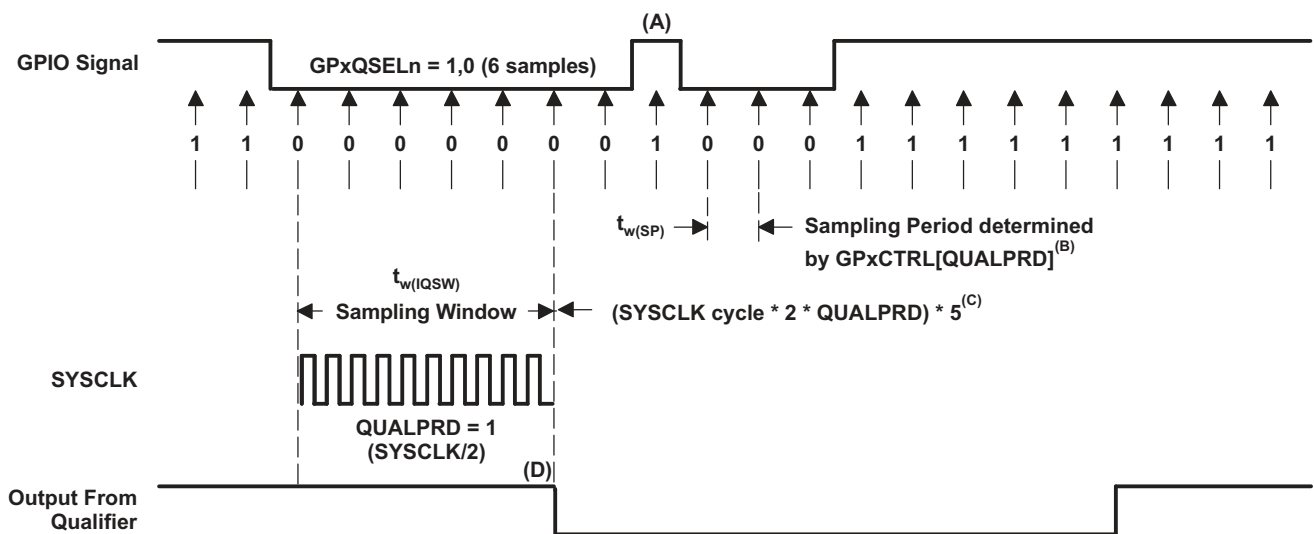 (A)
GPIO Signal
GPxQSELn = 1,0 (6 samples)
1 1 0 0 0 0 0 0 0 1 0 0 0 1 1 1 1 1 1 1 1 1
tw(SP)
Sampling Period determined
by GPxCTRL[QUALPRD](B)
tw(IQSW)
Sampling Window
(SYSCLK cycle * 2 * QUALPRD) * 5(C)
SYSCLK
QUALPRD = 1
(SYSCLK/2)
(D)
Output From
Qualifier